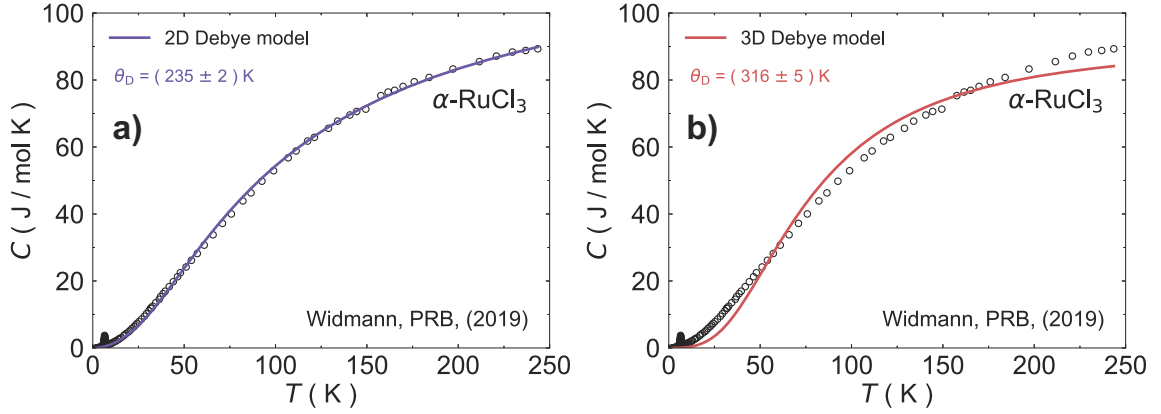 2D Debye model
θD = ( 235 ± 2 ) K
α-RuCl3
a)
Widmann, PRB, (2019)
C ( J / mol K )
100
80
60
40
20
0
0 50 100 150 200 250
T ( K )
3D Debye model
θD = ( 316 ± 5 ) K
α-RuCl3
b)
Widmann, PRB, (2019)
C ( J / mol K )
100
80
60
40
20
0
0 50 100 150 200 250
T ( K )